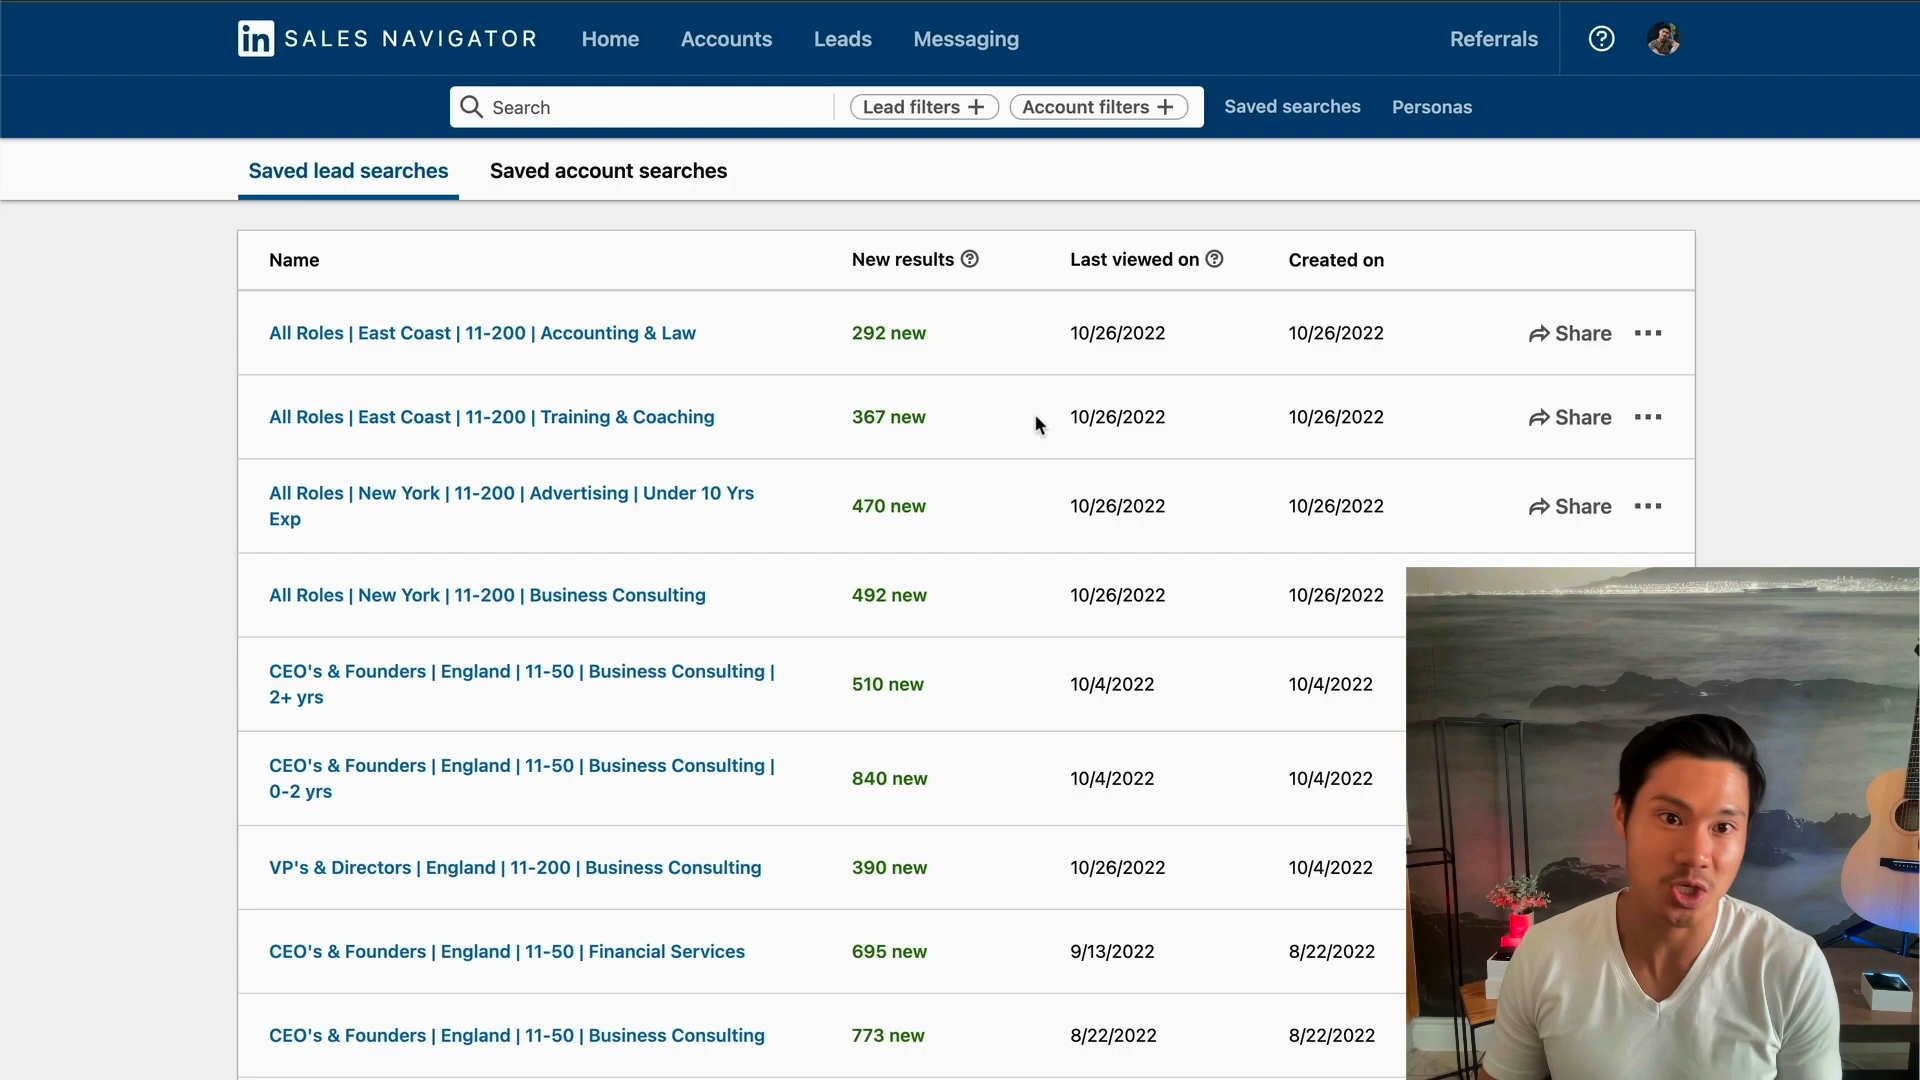 in SALES NAVIGATOR Home Accounts Leads Messaging Referrals
Search Lead filters + Account filters + Saved searches Personas
Saved lead searches Saved account searches
Name New results Last viewed on Created on
All Roles | East Coast | 11-200 | Accounting & Law 292 new 10/26/2022 10/26/2022 Share
All Roles | East Coast | 11-200 | Training & Coaching 367 new 10/26/2022 10/26/2022 Share
All Roles | New York | 11-200 | Advertising | Under 10 Yrs
Exp 470 new 10/26/2022 10/26/2022 Share
All Roles | New York | 11-200 | Business Consulting 492 new 10/26/2022 10/26/2022
CEO's & Founders | England | 11-50 | Business Consulting |
2+ yrs 510 new 10/4/2022 10/4/2022
CEO's & Founders | England | 11-50 | Business Consulting |
0-2 yrs 840 new 10/4/2022 10/4/2022
VP's & Directors | England | 11-200 | Business Consulting 390 new 10/26/2022 10/4/2022
CEO's & Founders | England | 11-50 | Financial Services 695 new 9/13/2022 8/22/2022
CEO's & Founders | England | 11-50 | Business Consulting 773 new 8/22/2022 8/22/2022